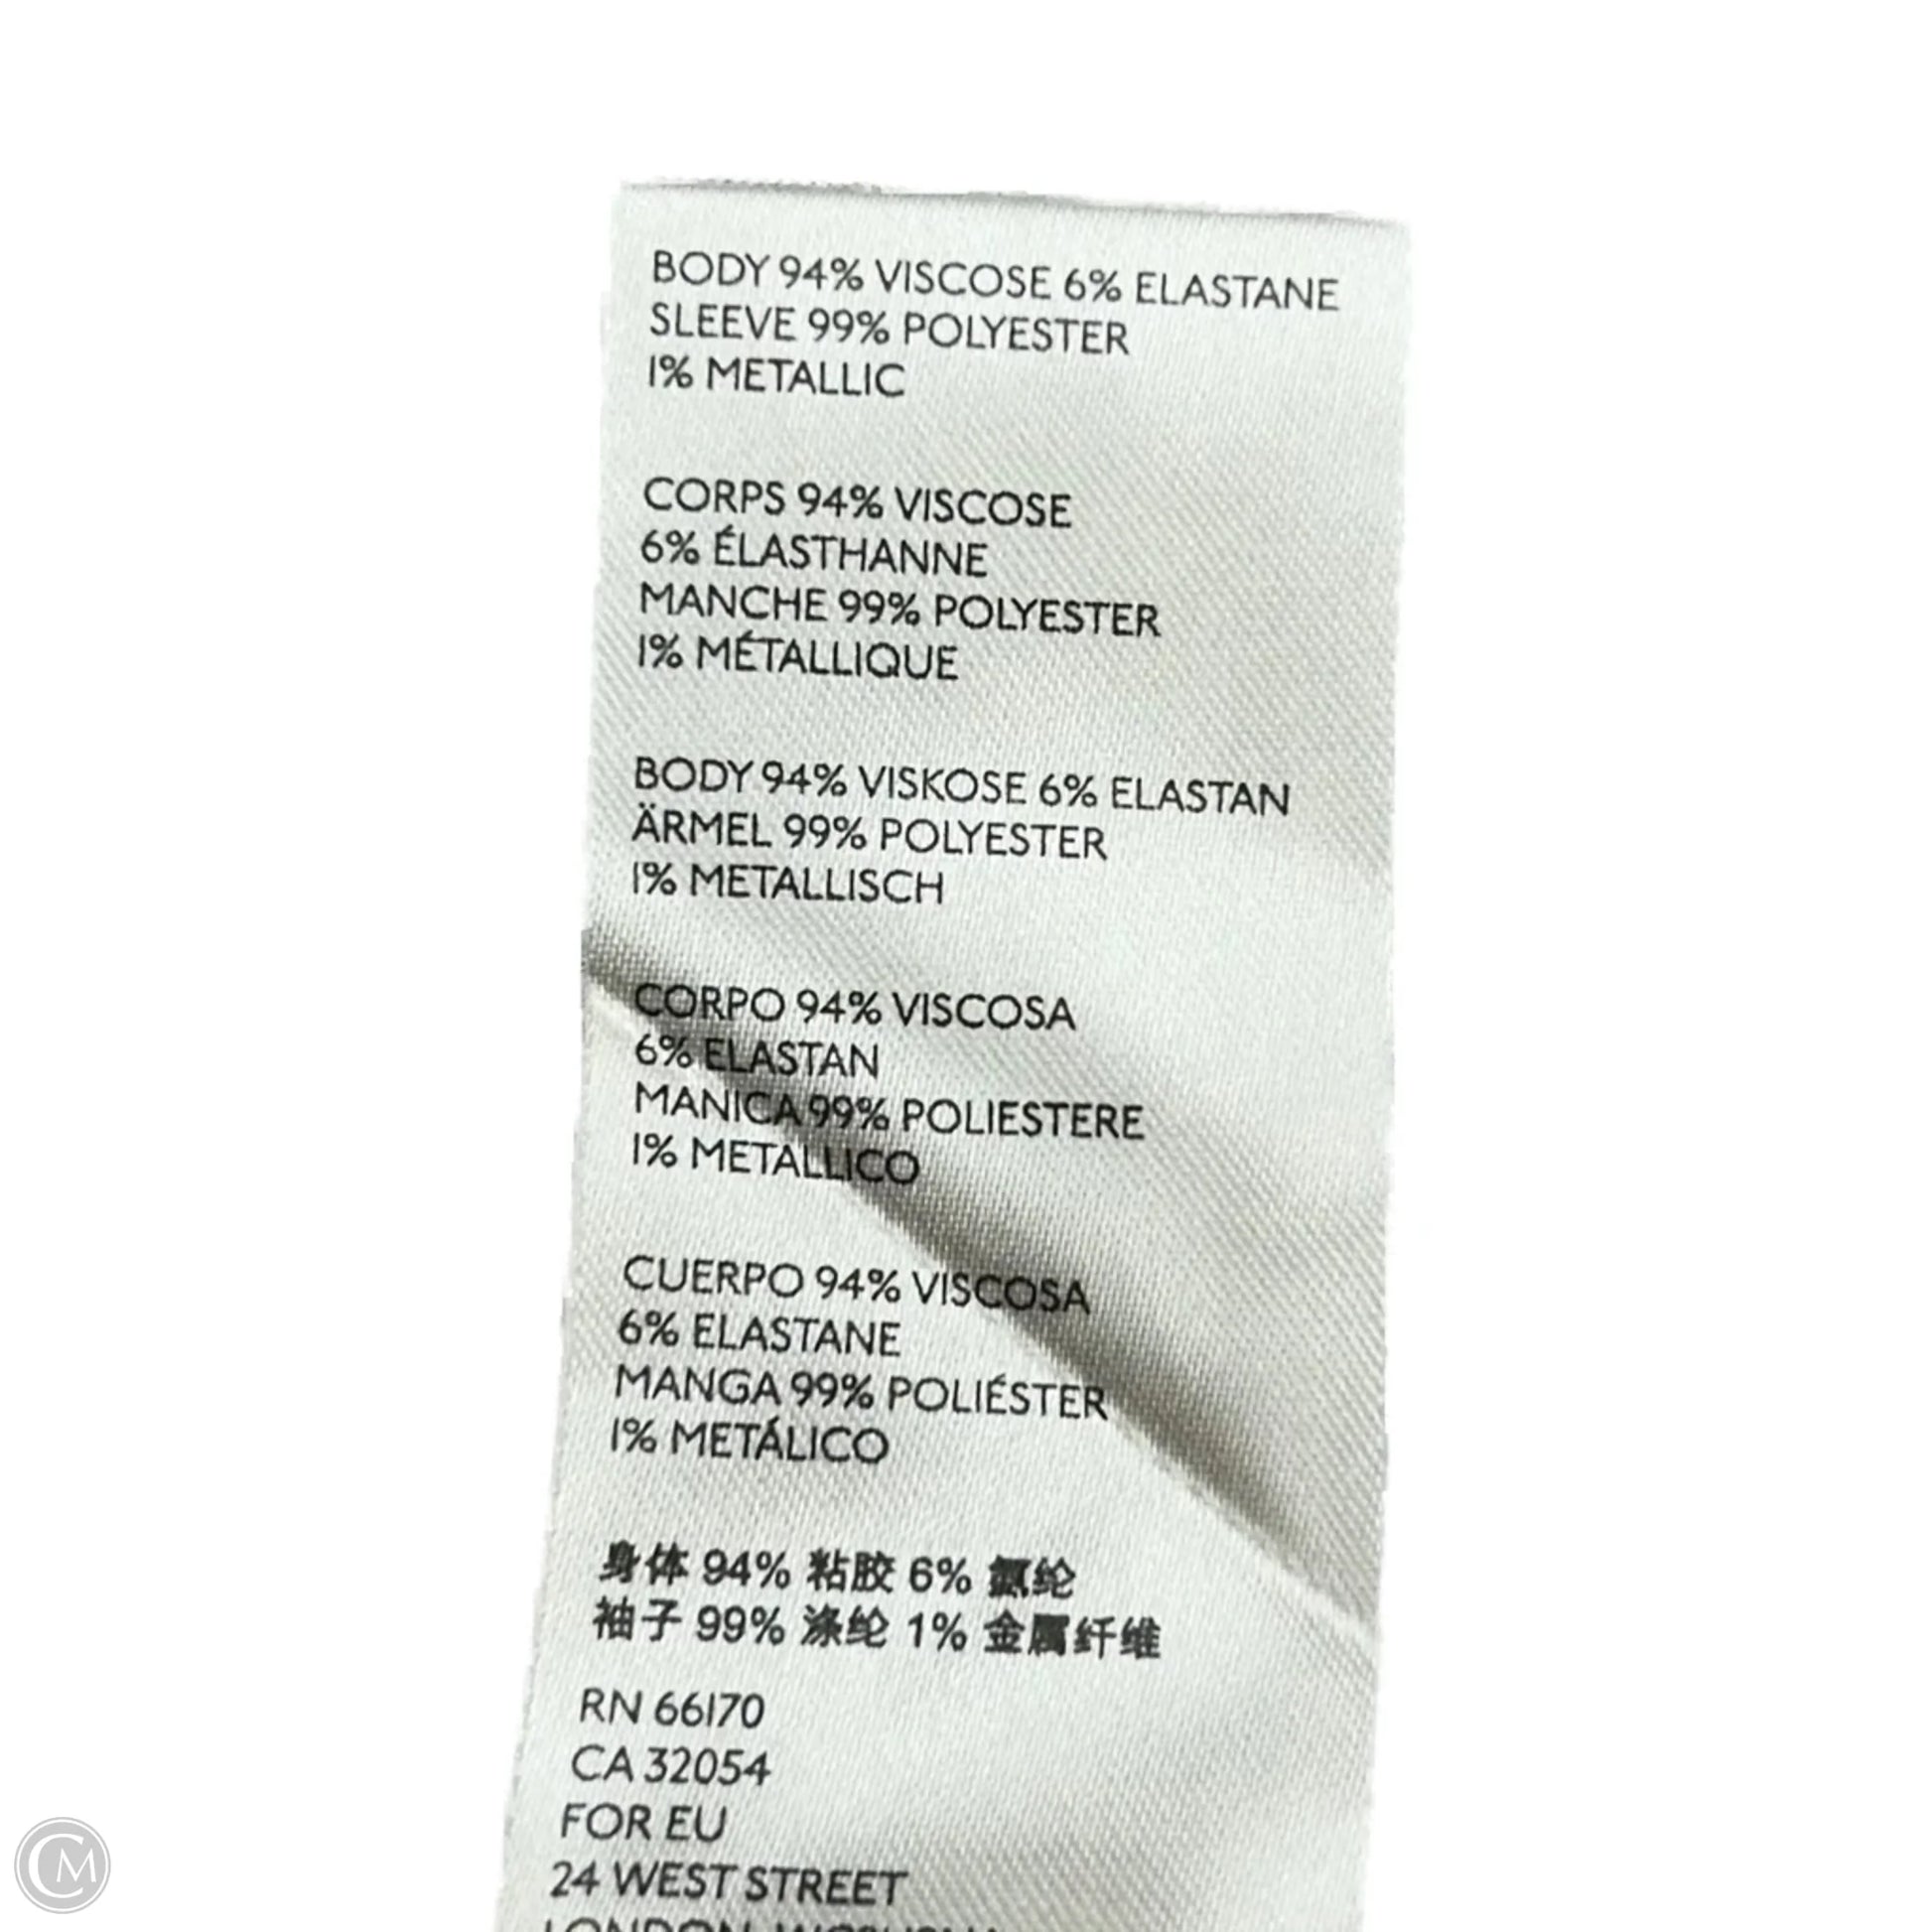 BODY 94% VISCOSE 6% ELASTANE
SLEEVE 99% POLYESTER
1% METALLIC
CORPS 94% VISCOSE
6% ÉLASTHANNE
MANCHE 99% POLYESTER
1% MÉTALLIQUE
BODY 94% VISKOSE 6% ELASTAN
ÄRMEL 99% POLYESTER
1% METALLISCH
CORPO 94% VISCOSA
6% ELASTAN
MANICA 99% POLIESTERE
1% METALLICO
CUERPO 94% VISCOSA
6% ELASTANE
MANGA 99% POLIÉSTER
1% METÁLICO
身体 94% 粘胶 6% 氨纶
袖子 99% 涤纶 1% 金属纤维
RN 66170
CA 32054
FOR EU
24 WEST STREET
LONDON
CM